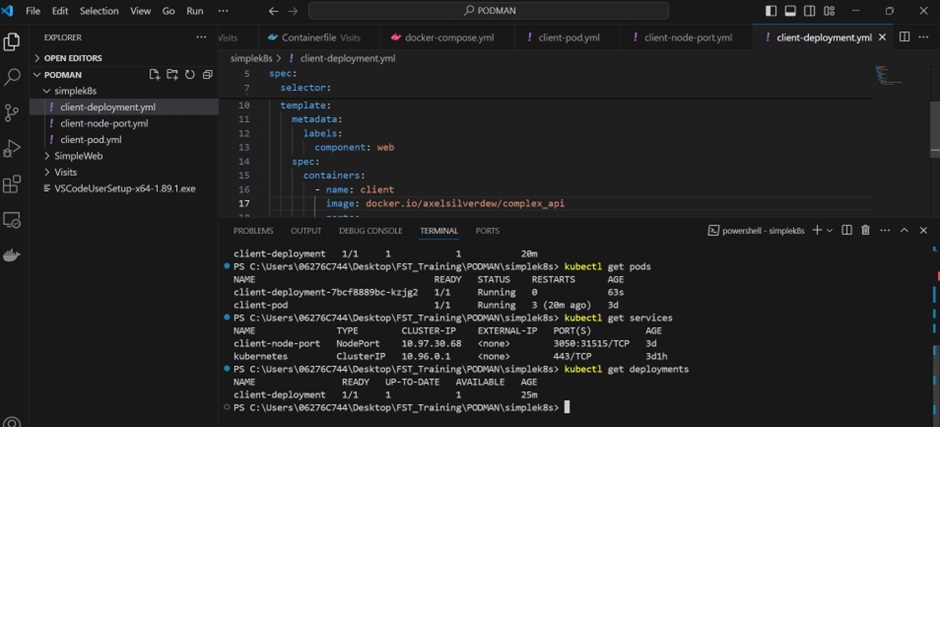 File Edit Selection View Go Run ··· PODMAN
EXPLORER ···
OPEN EDITORS
PODMAN
simplek8s
! client-deployment.yml
! client-node-port.yml
! client-pod.yml
SimpleWeb
Visits
VSCodeUserSetup-x64-1.89.1.exe
Visits Containerfile Visits docker-compose.yml ! client-pod.yml ! client-node-port.yml ! client-deployment.yml
simplek8s > ! client-deployment.yml
5 spec:
7 selector:
10 template:
11 metadata:
12 labels:
13 component: web
14 spec:
15 containers:
16 - name: client
17 image: docker.io/axelsilverdew/complex_api
PROBLEMS OUTPUT DEBUG CONSOLE TERMINAL PORTS powershell - simplek8s
client-deployment 1/1 1 1 20m
PS C:\Users\06276C744\Desktop\FST_Training\PODMAN\simplek8s> kubectl get pods
NAME READY STATUS RESTARTS AGE
client-deployment-7bcf8889bc-kzjg2 1/1 Running 0 63s
client-pod 1/1 Running 3 (20m ago) 3d
PS C:\Users\06276C744\Desktop\FST_Training\PODMAN\simplek8s> kubectl get services
NAME TYPE CLUSTER-IP EXTERNAL-IP PORT(S) AGE
client-node-port NodePort 10.97.30.68 <none> 3050:31515/TCP 3d
kubernetes ClusterIP 10.96.0.1 <none> 443/TCP 3d1h
PS C:\Users\06276C744\Desktop\FST_Training\PODMAN\simplek8s> kubectl get deployments
NAME READY UP-TO-DATE AVAILABLE AGE
client-deployment 1/1 1 1 25m
PS C:\Users\06276C744\Desktop\FST_Training\PODMAN\simplek8s>